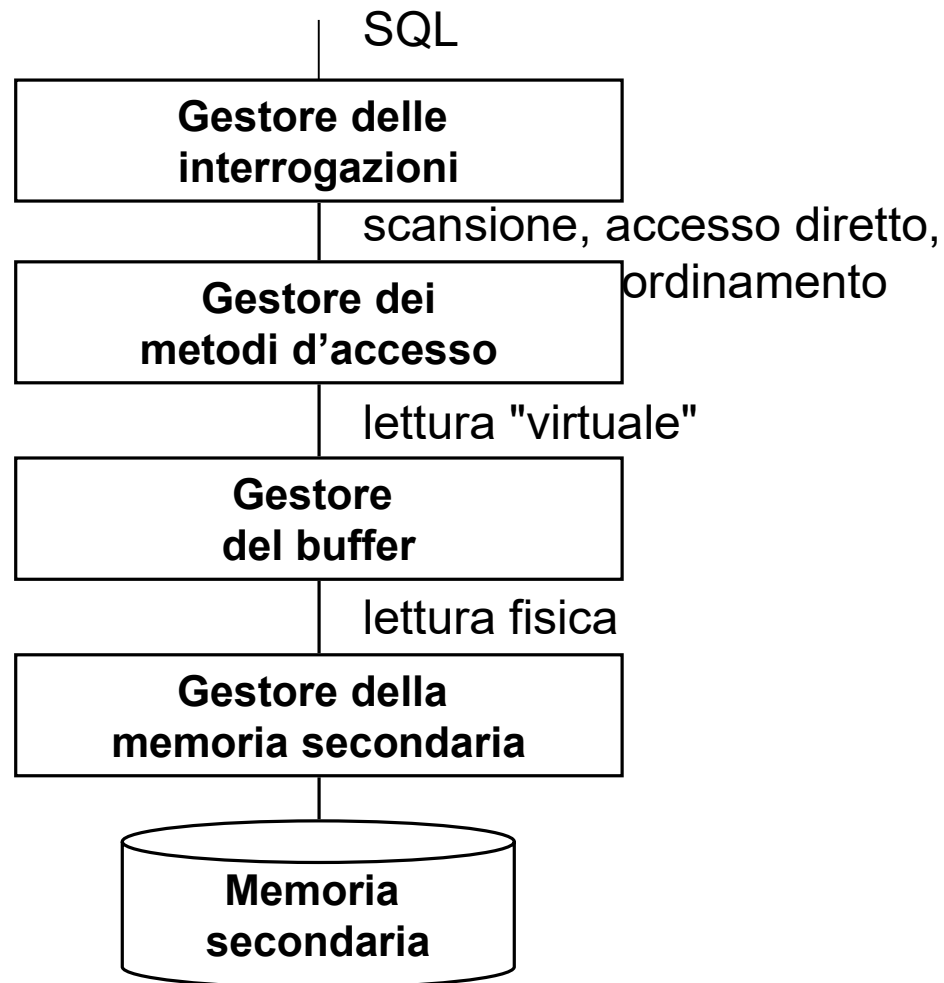 SQL
Gestore delle
interrogazioni
scansione, accesso diretto,
ordinamento
Gestore dei
metodi d’accesso
lettura "virtuale"
Gestore
del buffer
lettura fisica
Gestore della
memoria secondaria
Memoria
secondaria